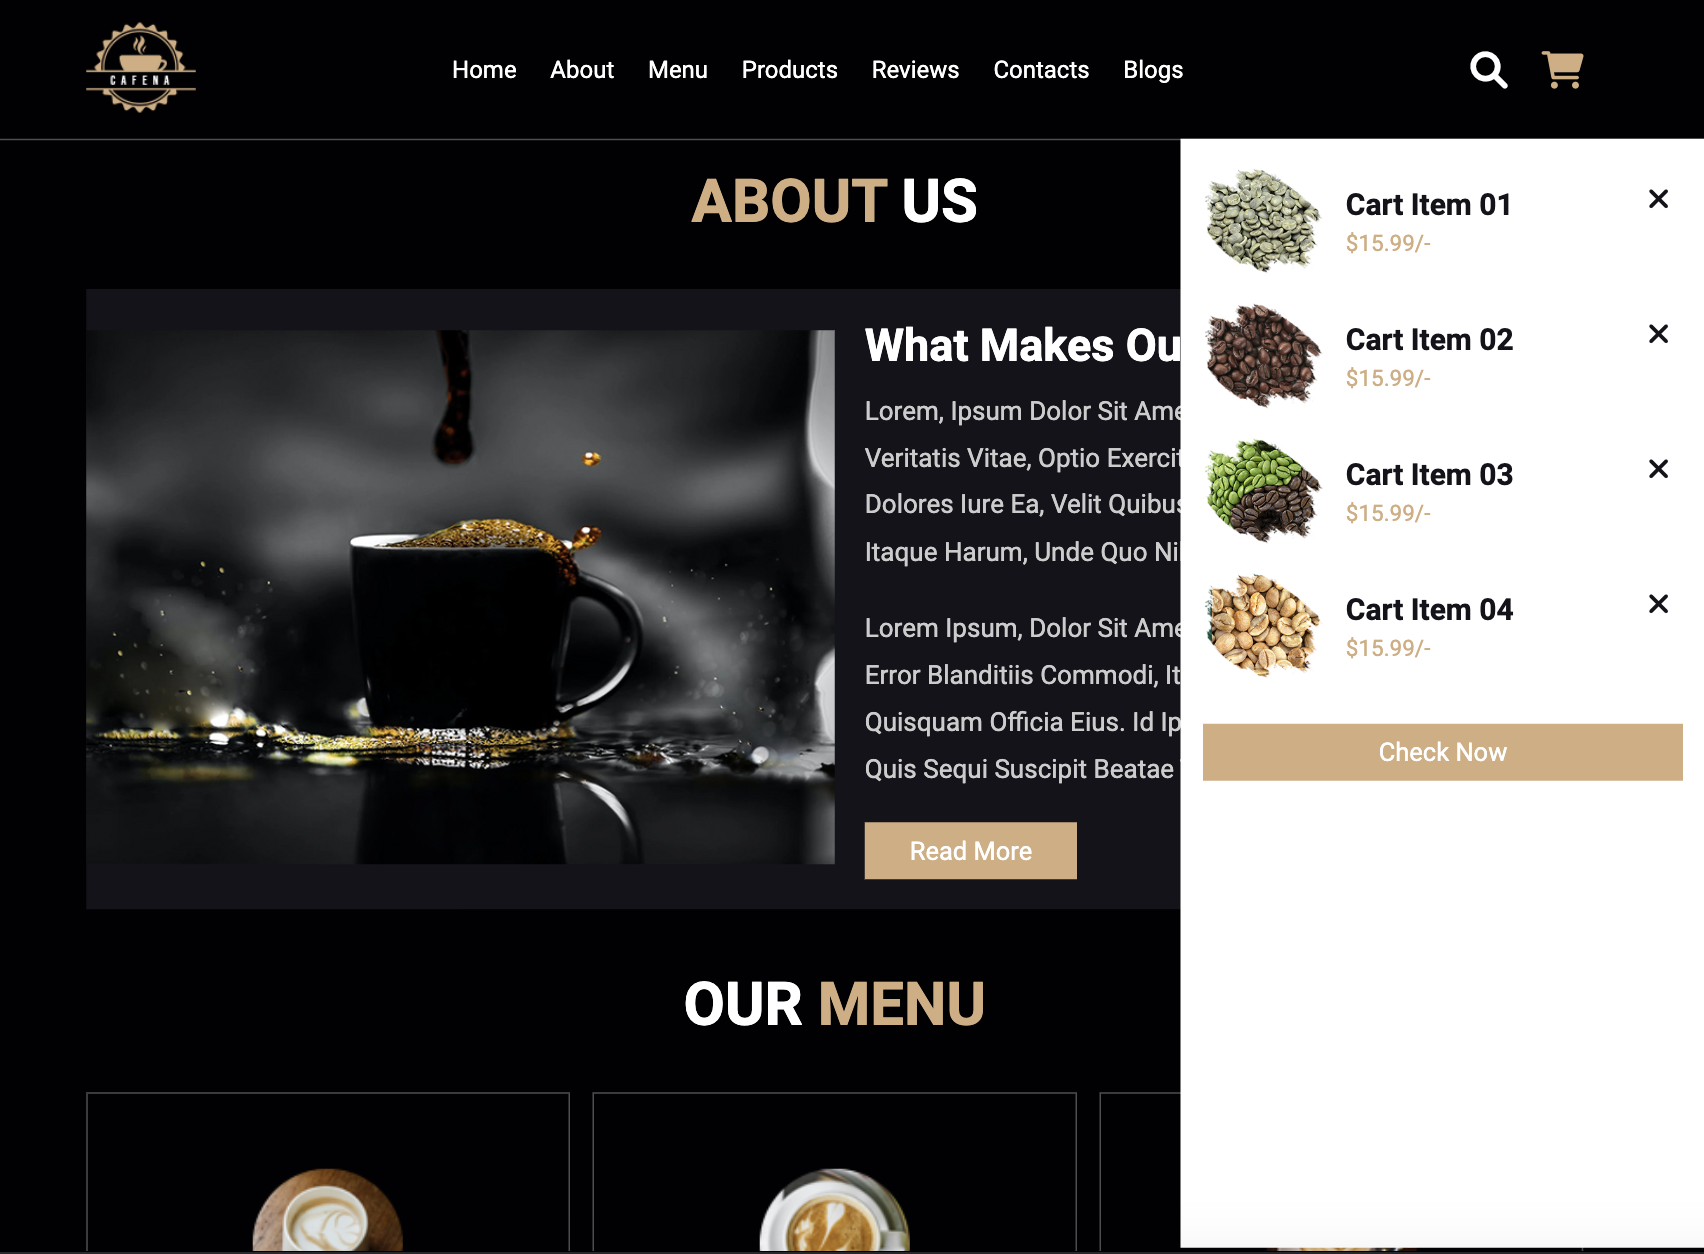 CAFENA
Home About Menu Products Reviews Contacts Blogs
ABOUT US
What Makes Ou
Lorem, Ipsum Dolor Sit Ame
Veritatis Vitae, Optio Exercit
Dolores Iure Ea, Velit Quibus
Itaque Harum, Unde Quo Ni
Lorem Ipsum, Dolor Sit Ame
Error Blanditiis Commodi, It
Quisquam Officia Eius. Id Ip
Quis Sequi Suscipit Beatae
Read More
Cart Item 01
$15.99/-
Cart Item 02
$15.99/-
Cart Item 03
$15.99/-
Cart Item 04
$15.99/-
Check Now
OUR MENU